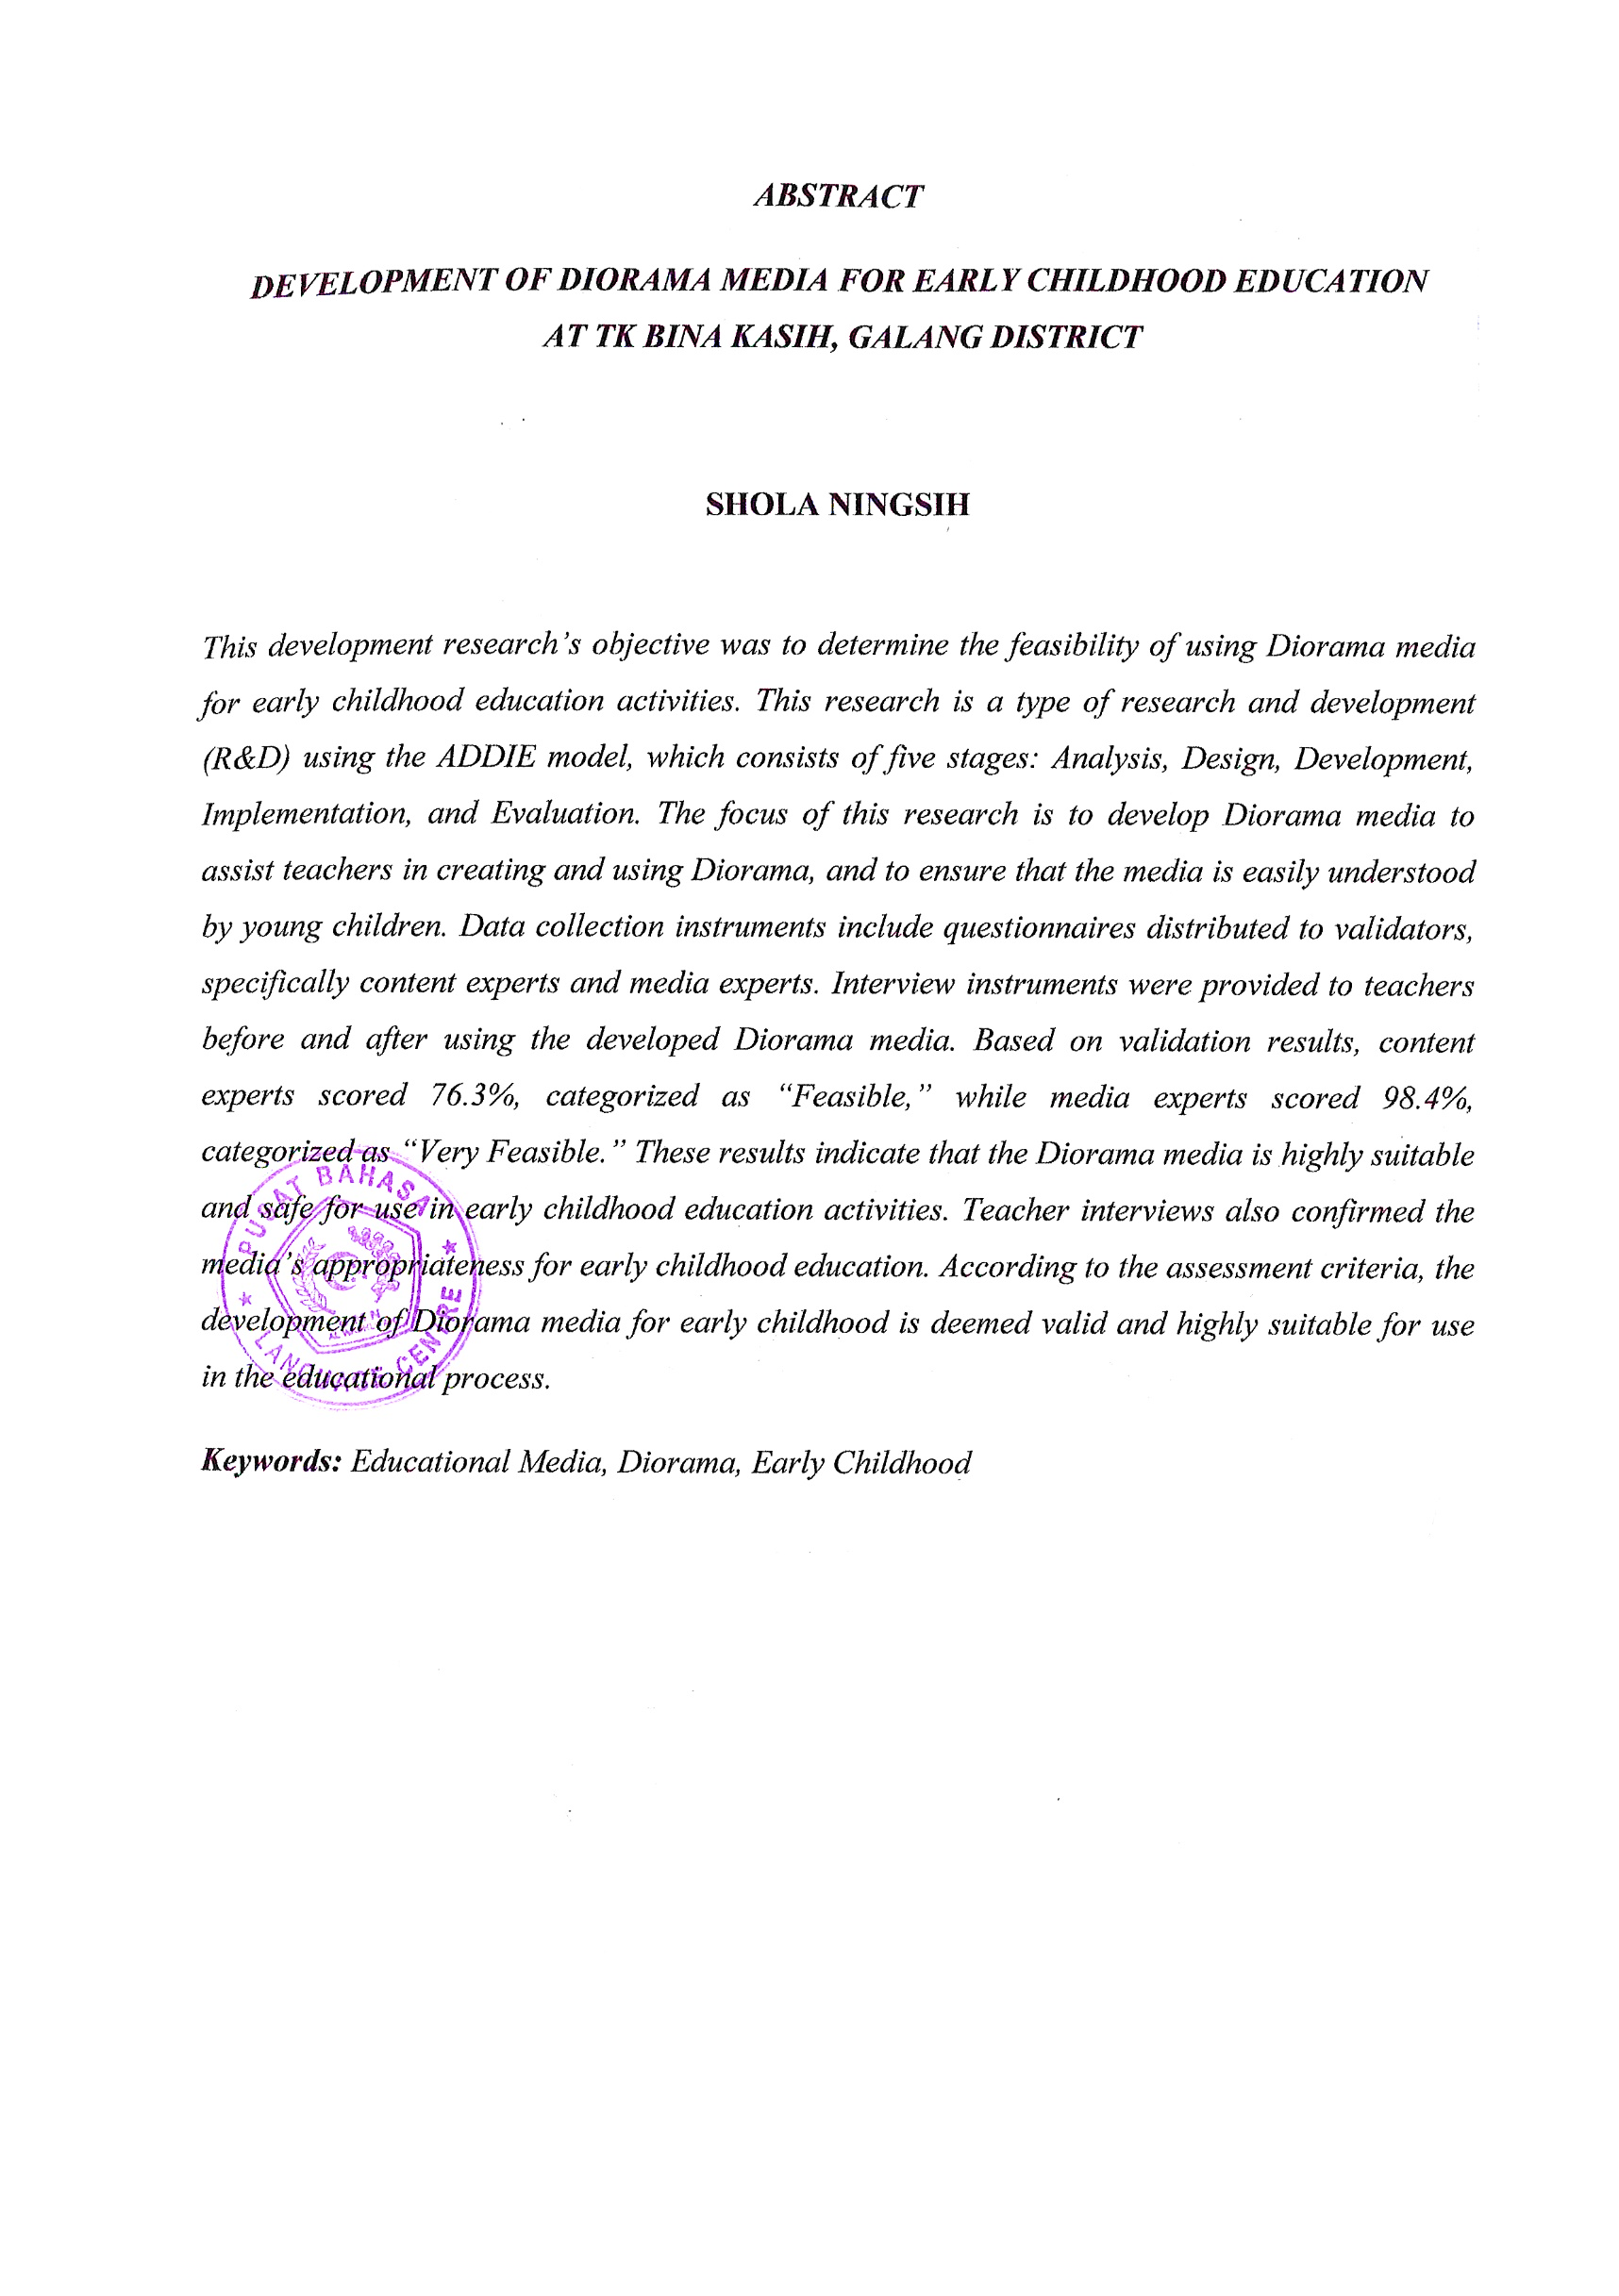 ABSTRACT
DEVELOPMENT OF DIORAMA MEDIA FOR EARLY CHILDHOOD EDUCATION
AT TK BINA KASIH, GALANG DISTRICT
SHOLA NINGSIH
This development research’s objective was to determine the feasibility of using Diorama media
for early childhood education activities. This research is a type of research and development
(R&D) using the ADDIE model, which consists of five stages: Analysis, Design, Development,
Implementation, and Evaluation. The focus of this research is to develop Diorama media to
assist teachers in creating and using Diorama, and to ensure that the media is easily understood
by young children. Data collection instruments include questionnaires distributed to validators,
specifically content experts and media experts. Interview instruments were provided to teachers
before and after using the developed Diorama media. Based on validation results, content
experts scored 76.3%, categorized as “Feasible,” while media experts scored 98.4%,
categorized as “Very Feasible.” These results indicate that the Diorama media is highly suitable
and safe for use in early childhood education activities. Teacher interviews also confirmed the
media’s appropriateness for early childhood education. According to the assessment criteria, the
development of Diorama media for early childhood is deemed valid and highly suitable for use
in the educational process.
Keywords: Educational Media, Diorama, Early Childhood
PUSAT BAHASA
LANGUAGE CENTRE